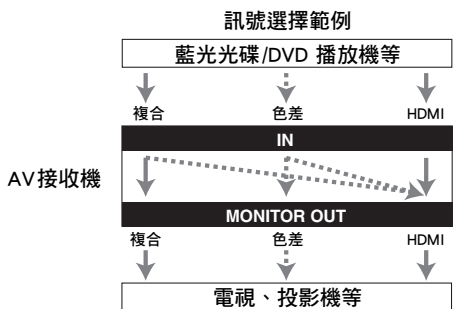 訊號選擇範例
藍光光碟/DVD 播放機等
複合 色差 HDMI
IN
AV接收機
MONITOR OUT
複合 色差 HDMI
電視、投影機等